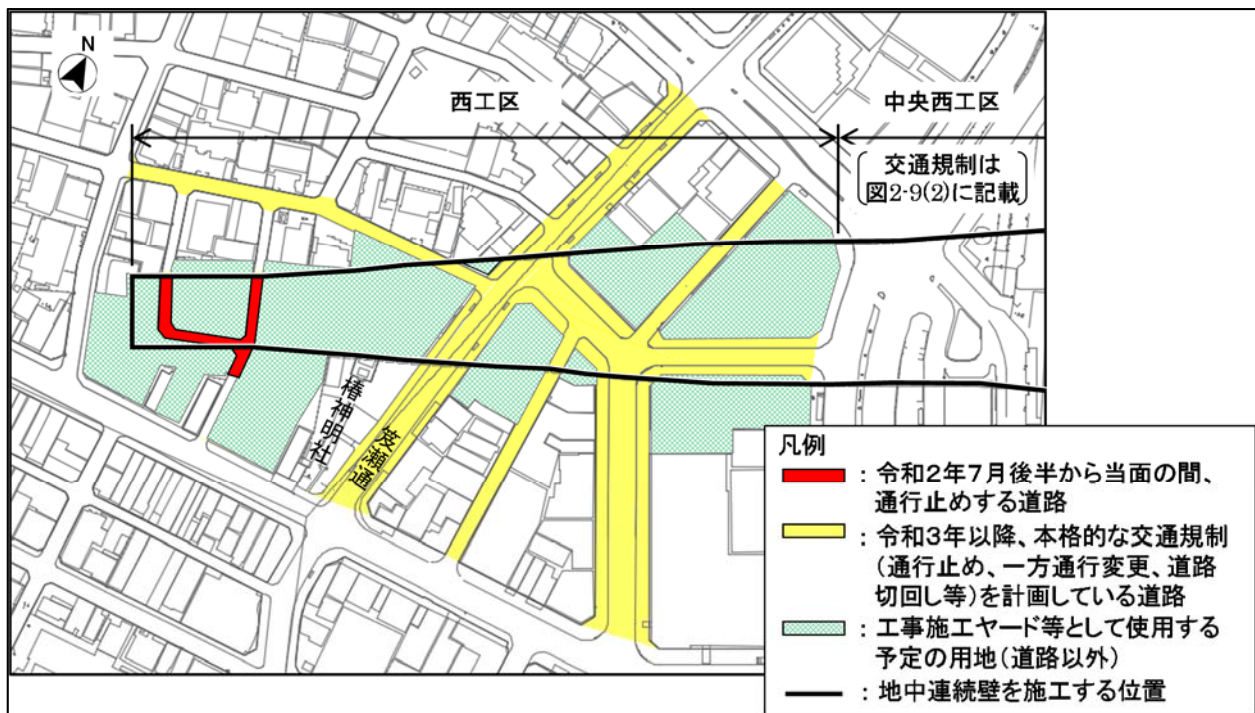 N
西工区
中央西工区
交通規制は
図2-9(2)に記載
椿神明社
笈瀬通
凡例
：令和２年７月後半から当面の間、
通行止めする道路
：令和３年以降、本格的な交通規制
（通行止め、一方通行変更、道路
切回し等）を計画している道路
：工事施工ヤード等として使用する
予定の用地（道路以外）
：地中連続壁を施工する位置